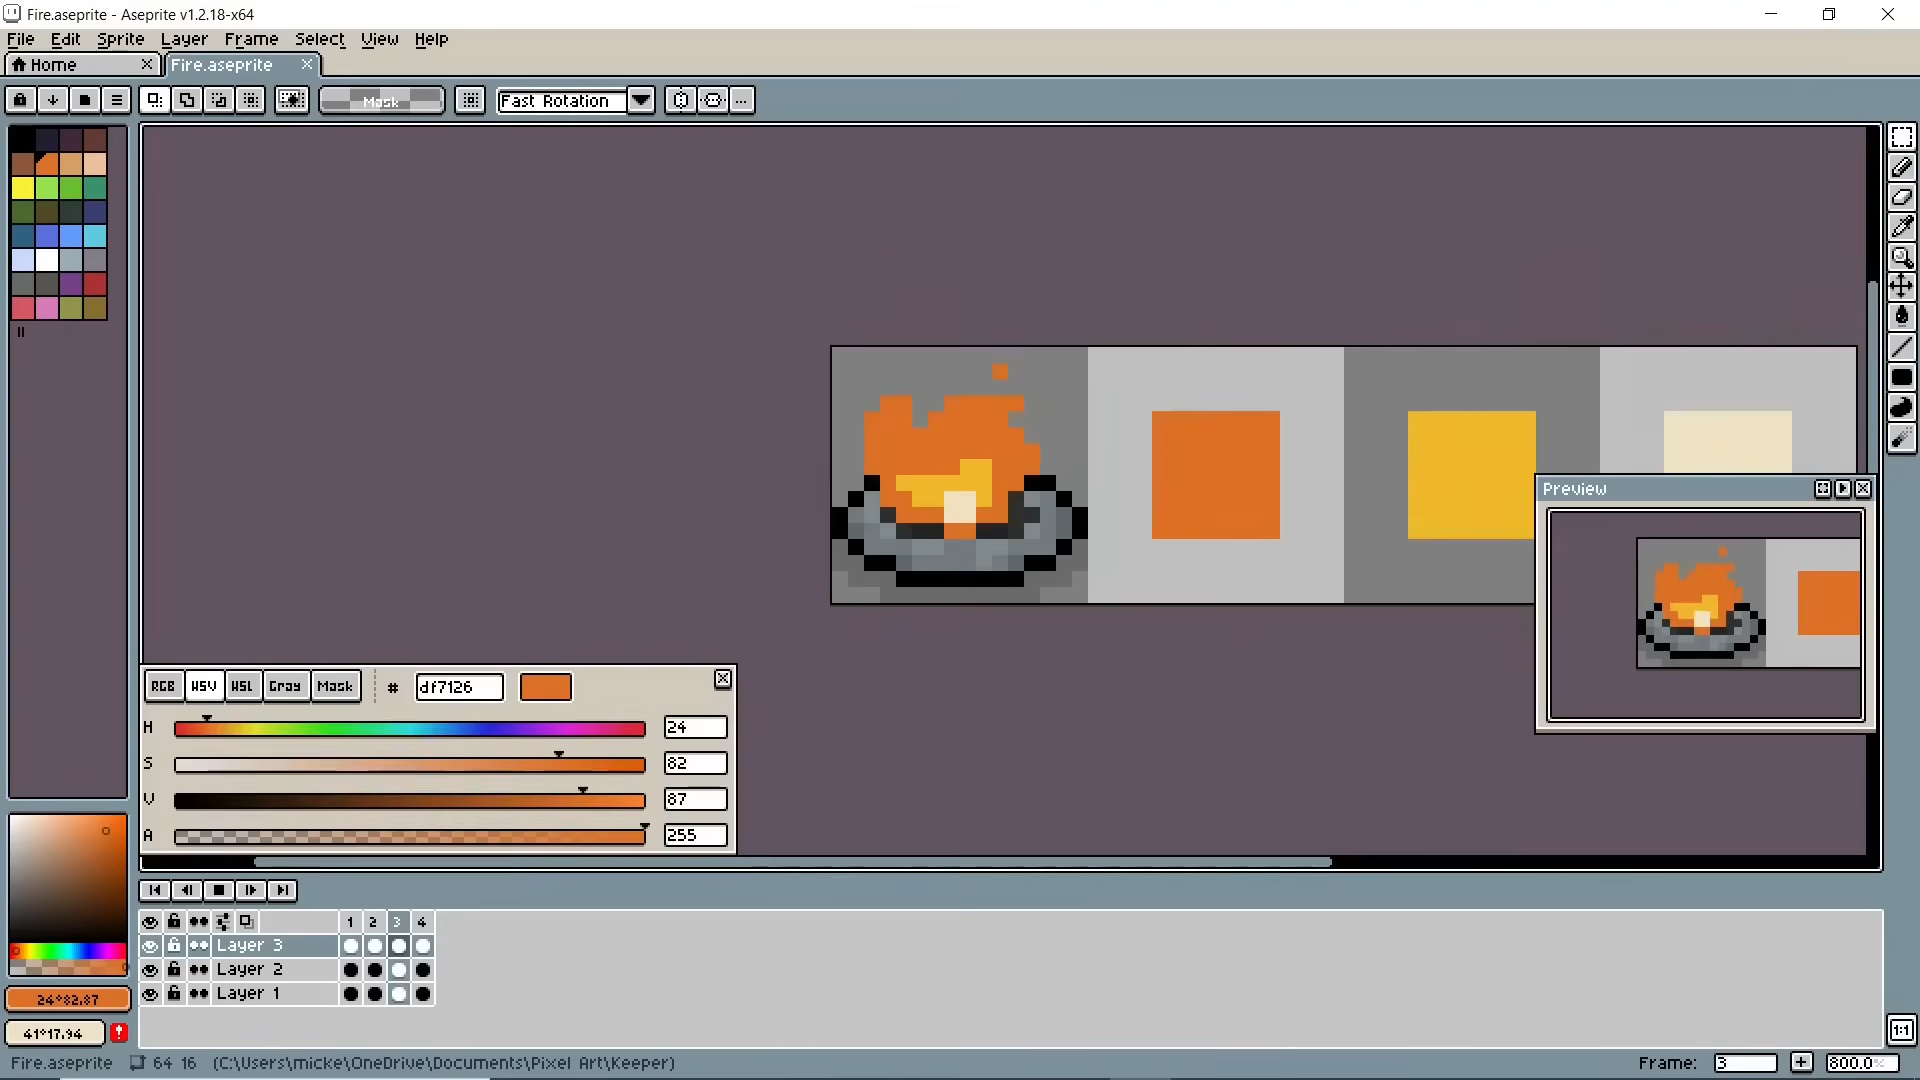 Fire.aseprite - Aseprite v1.2.18-x64
File Edit Sprite Layer Frame Select View Help
Home Fire.aseprite
Mask Fast Rotation
Preview
RGB HSV HSL Gray Mask # df7126
H 24
S 82
V 87
A 255
1 2 3 4
Layer 3
Layer 2
Layer 1
24°82.87
41°17.94
1:1
Fire.aseprite 64 16 (C:\Users\micke\OneDrive\Documents\Pixel Art\Keeper) Frame: 3 + 800.0%